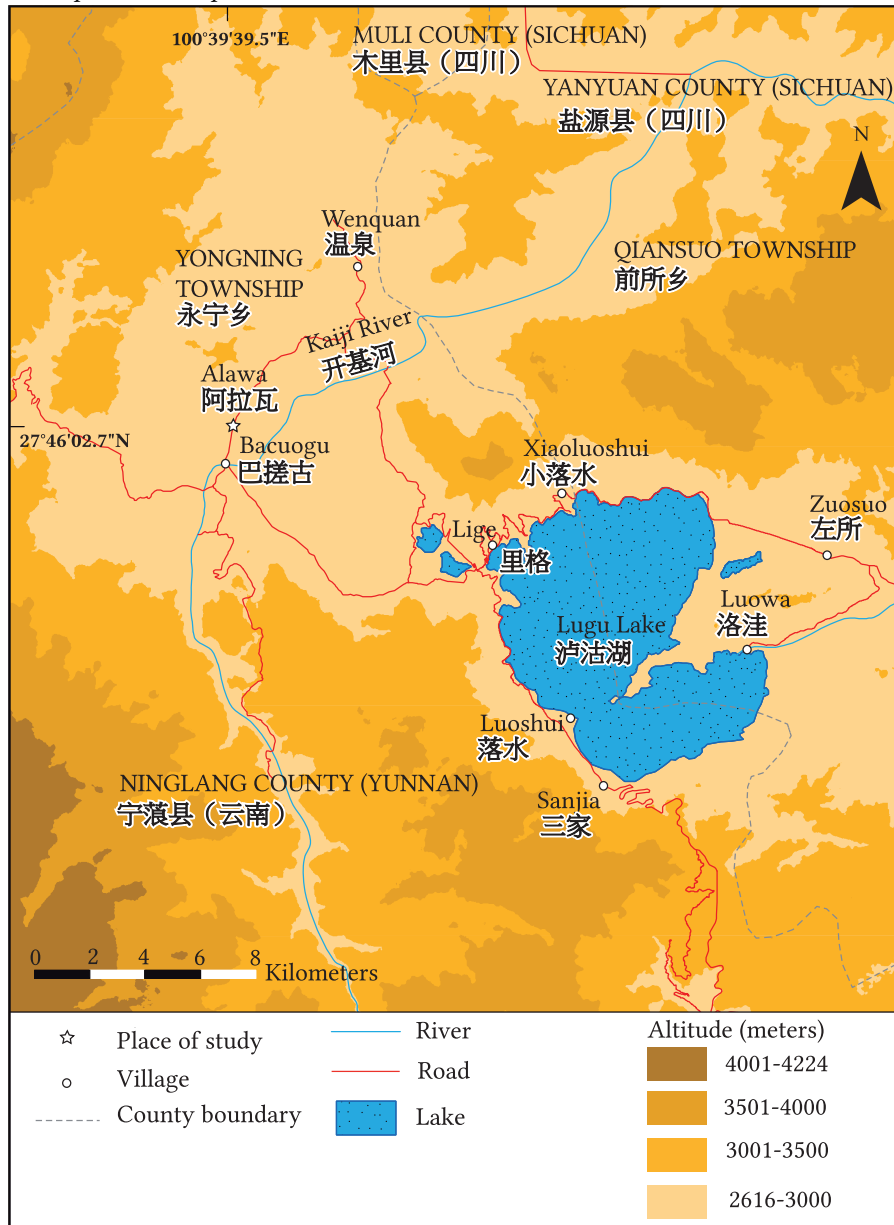 100°39'39.5"E
MULI COUNTY (SICHUAN)
木里县（四川）
YANYUAN COUNTY (SICHUAN)
盐源县（四川）
N
Wenquan
温泉
YONGNING
TOWNSHIP
永宁乡
QIANSUO TOWNSHIP
前所乡
Kaiji River
开基河
Alawa
阿拉瓦
27°46'02.7"N
Bacuogu
巴搓古
Xiaoluoshui
小落水
Zuosuo
左所
Lige
里格
Luowa
洛洼
Lugu Lake
泸沽湖
Luoshui
落水
NINGLANG COUNTY (YUNNAN)
宁蒗县（云南）
Sanjia
三家
0 2 4 6 8
Kilometers
Place of study
Village
County boundary
River
Road
Lake
Altitude (meters)
4001-4224
3501-4000
3001-3500
2616-3000